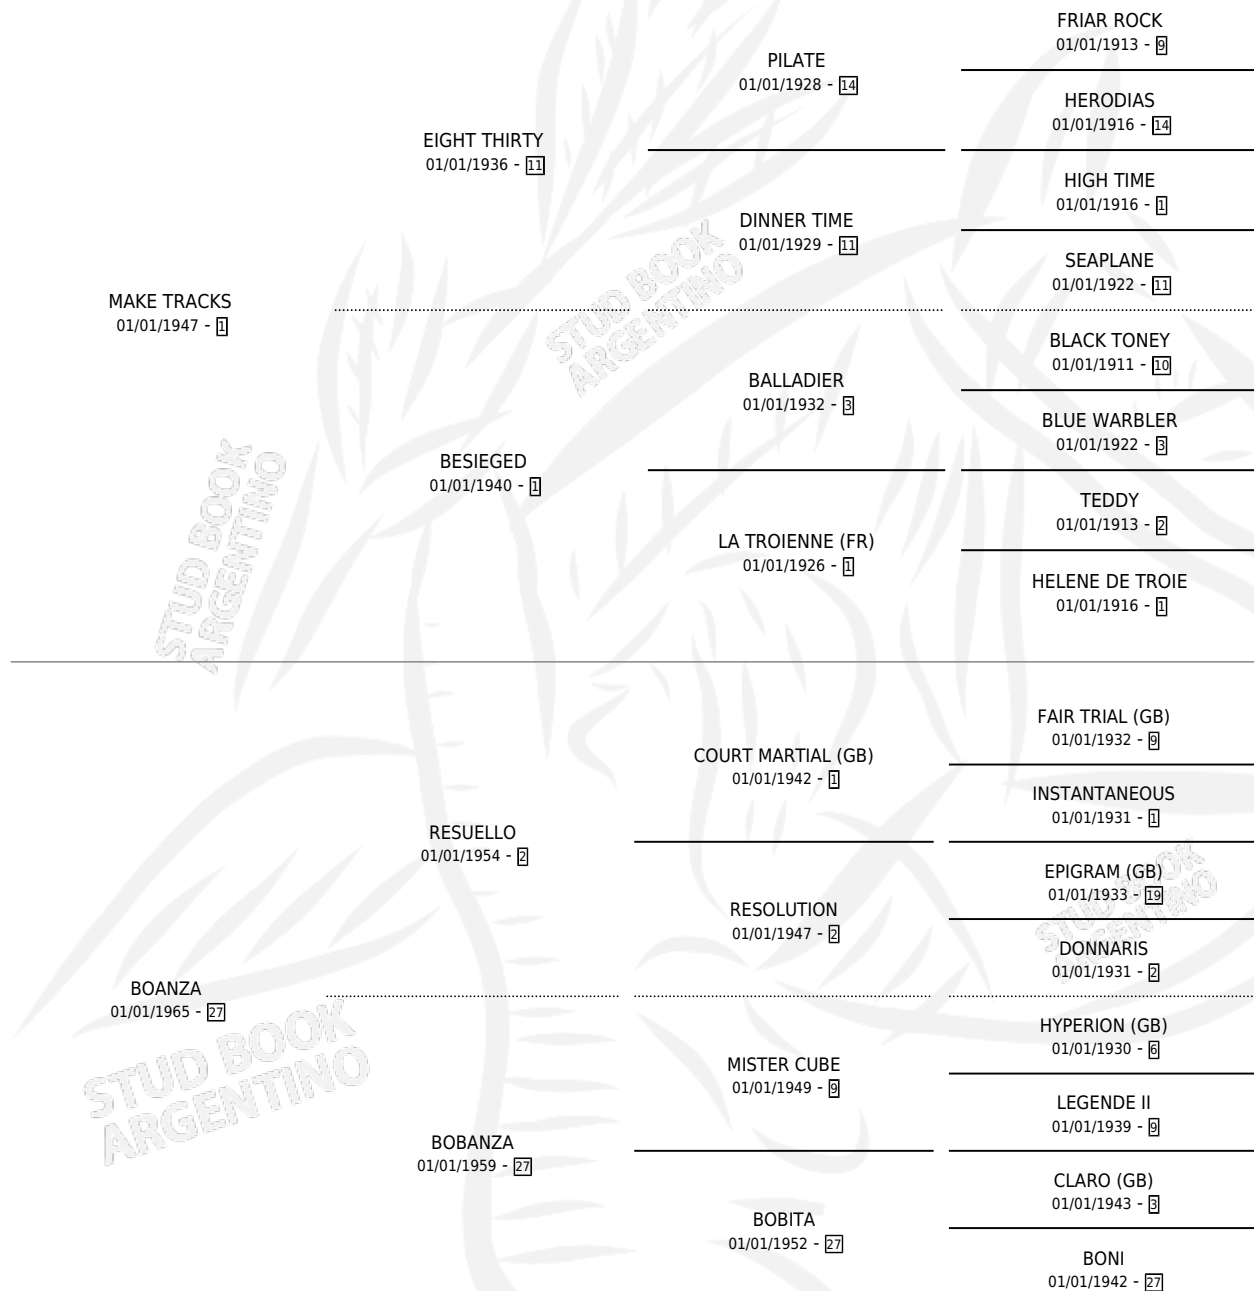 FRIAR ROCK
01/01/1913 - 9
PILATE
01/01/1928 - 14
HERODIAS
01/01/1916 - 14
EIGHT THIRTY
01/01/1936 - 11
HIGH TIME
01/01/1916 - 1
DINNER TIME
01/01/1929 - 11
SEAPLANE
01/01/1922 - 11
MAKE TRACKS
01/01/1947 - 1
BLACK TONEY
01/01/1911 - 10
BALLADIER
01/01/1932 - 3
BLUE WARBLER
01/01/1922 - 3
BESIEGED
01/01/1940 - 1
TEDDY
01/01/1913 - 2
LA TROIENNE (FR)
01/01/1926 - 1
HELENE DE TROIE
01/01/1916 - 1
FAIR TRIAL (GB)
01/01/1932 - 9
COURT MARTIAL (GB)
01/01/1942 - 1
INSTANTANEOUS
01/01/1931 - 1
RESUELLO
01/01/1954 - 2
EPIGRAM (GB)
01/01/1933 - 19
RESOLUTION
01/01/1947 - 2
DONNARIS
01/01/1931 - 2
BOANZA
01/01/1965 - 27
HYPERION (GB)
01/01/1930 - 6
MISTER CUBE
01/01/1949 - 9
LEGENDE II
01/01/1939 - 9
BOBANZA
01/01/1959 - 27
CLARO (GB)
01/01/1943 - 3
BOBITA
01/01/1952 - 27
BONI
01/01/1942 - 27
STUD BOOK
ARGENTINO
STUD BOOK
ARGENTINO
STUD BOOK
ARGENTINO
STUD BOOK
ARGENTINO